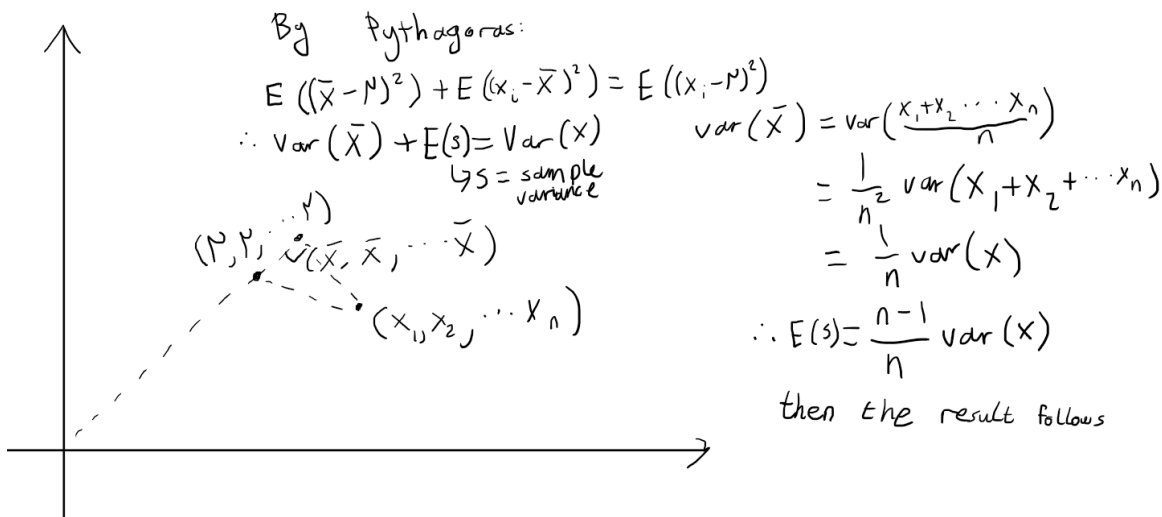 By Pythagoras:
E((x̄-μ)²)+E((xᵢ-x̄)²)=E((xᵢ-μ)²)
∴ Var(x̄)+E(s)=Var(x)
↳s = sample
variance
(μ,μ,...μ)
(x̄,x̄,...x̄)
(x₁,x₂,...xₙ)
var(x̄)=var(x₁+x₂...xₙ/n)
=1/n² var(x₁+x₂+...xₙ)
=1/n var(x)
∴ E(s)=n-1/n var(x)
then the result follows